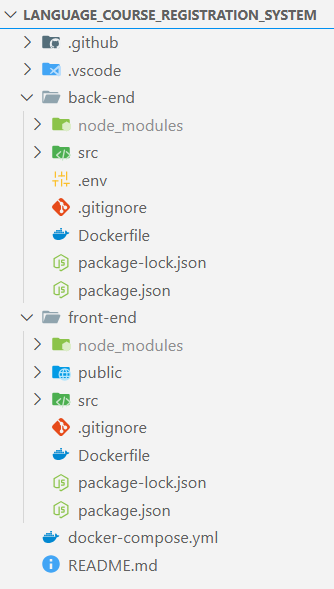 LANGUAGE_COURSE_REGISTRATION_SYSTEM
.github
.vscode
back-end
node_modules
src
.env
.gitignore
Dockerfile
package-lock.json
package.json
front-end
node_modules
public
src
.gitignore
Dockerfile
package-lock.json
package.json
docker-compose.yml
README.md